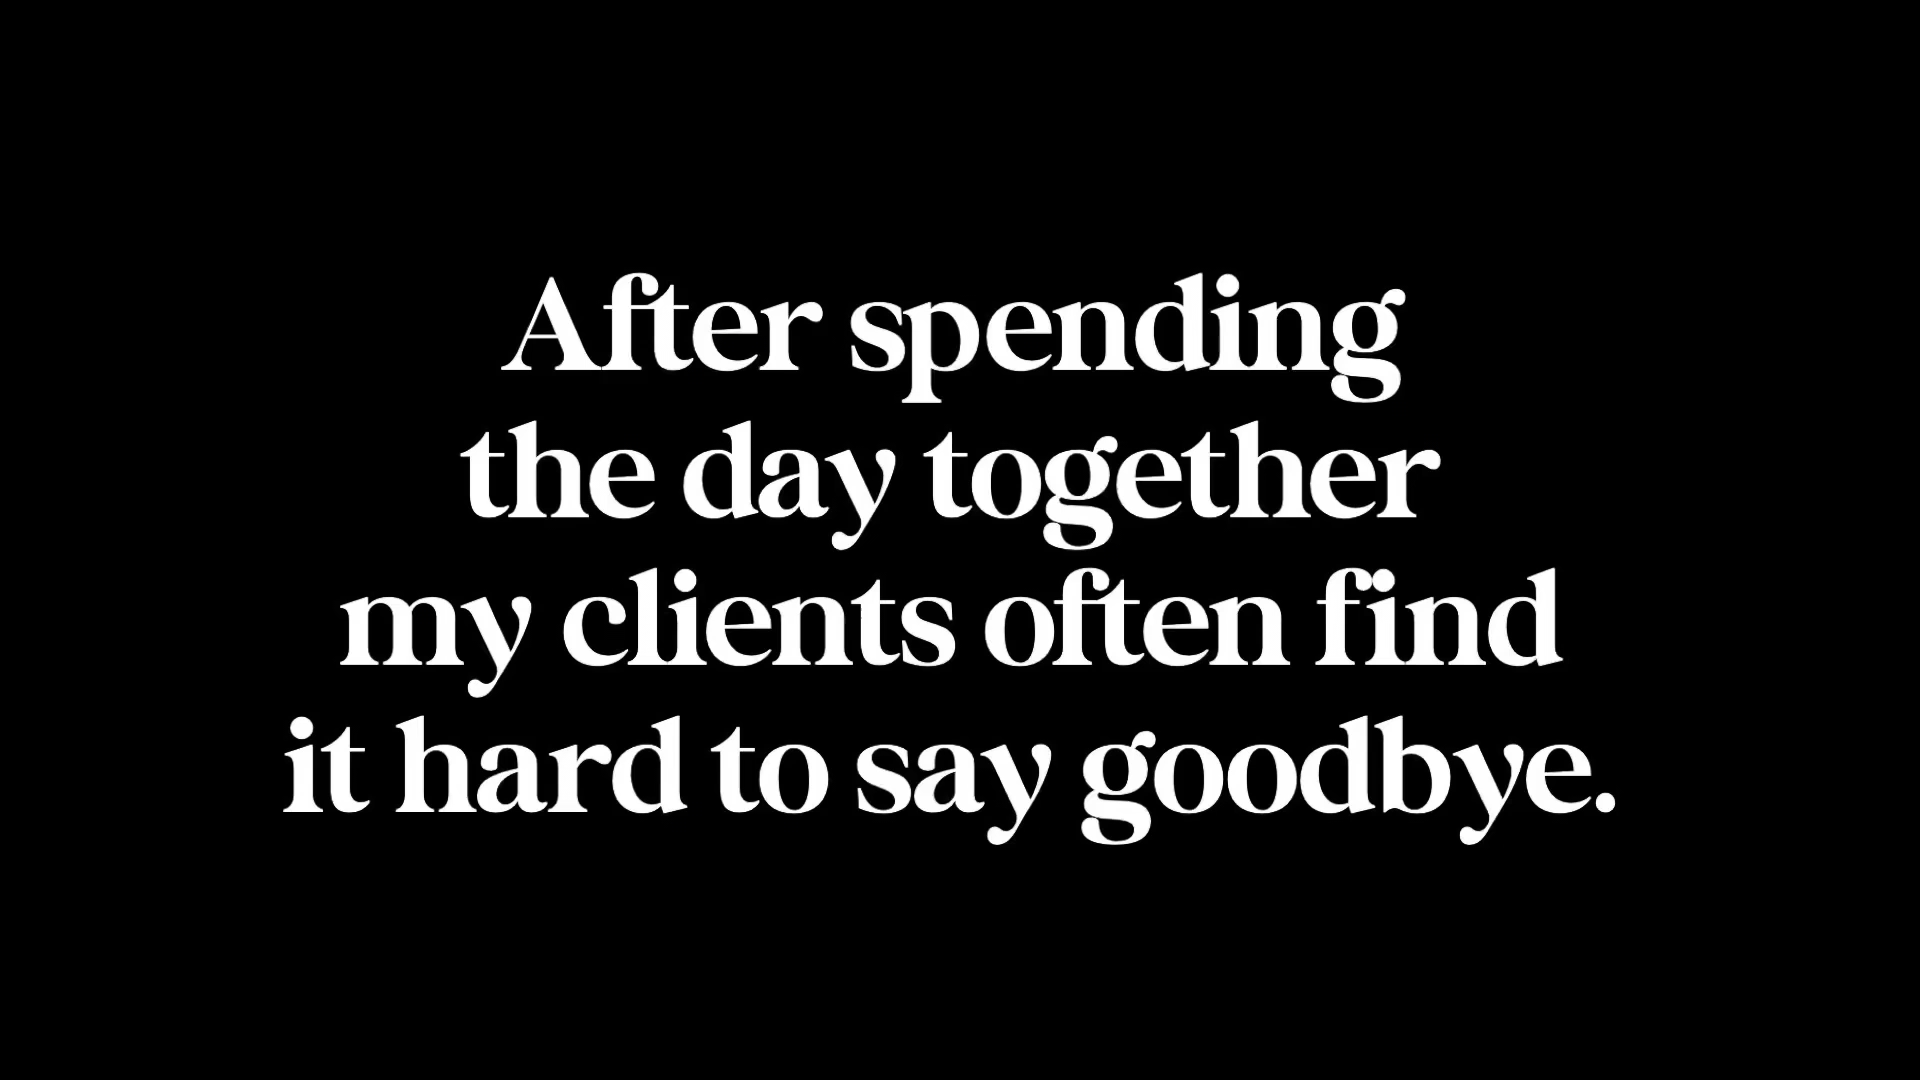 After spending
the day together
my clients often find
it hard to say goodbye.